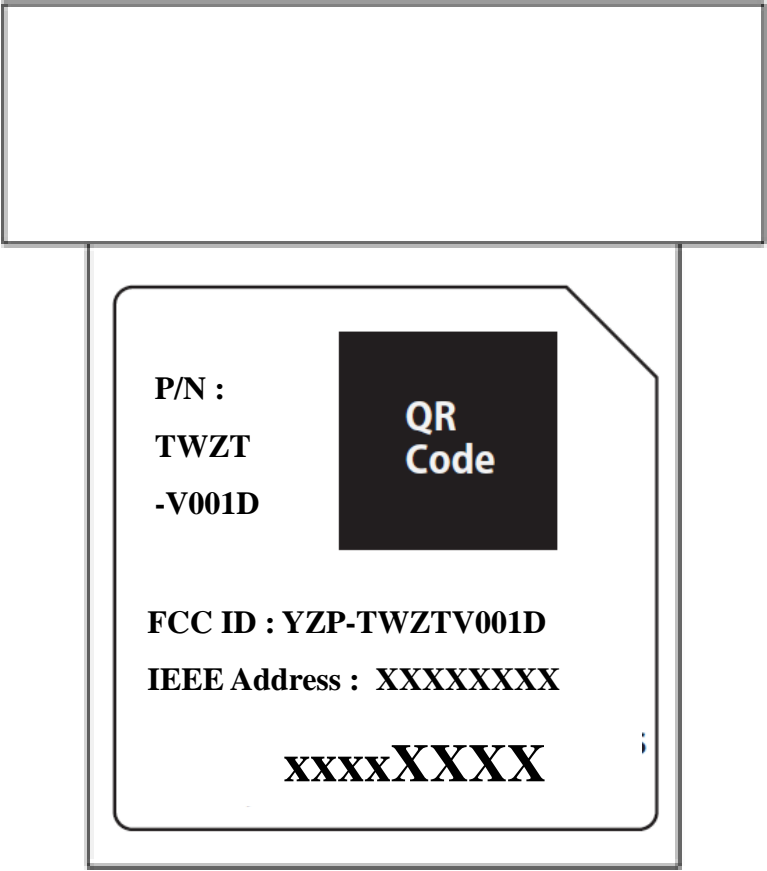 P/N :
TWZT
-V001D
QR
Code
FCC ID : YZP-TWZTV001D
IEEE Address : XXXXXXXX
xxxxXXXX